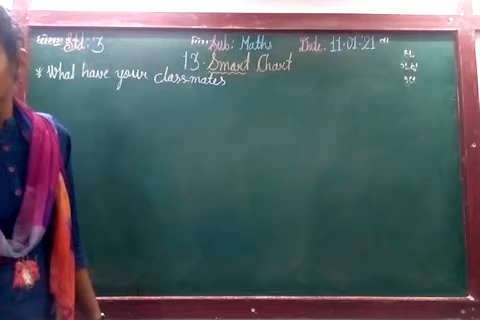 Std: 3 Sub: Maths Date: 11-01-21
13. Smart Chart
* What have your classmates